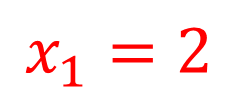 x₁ = 2